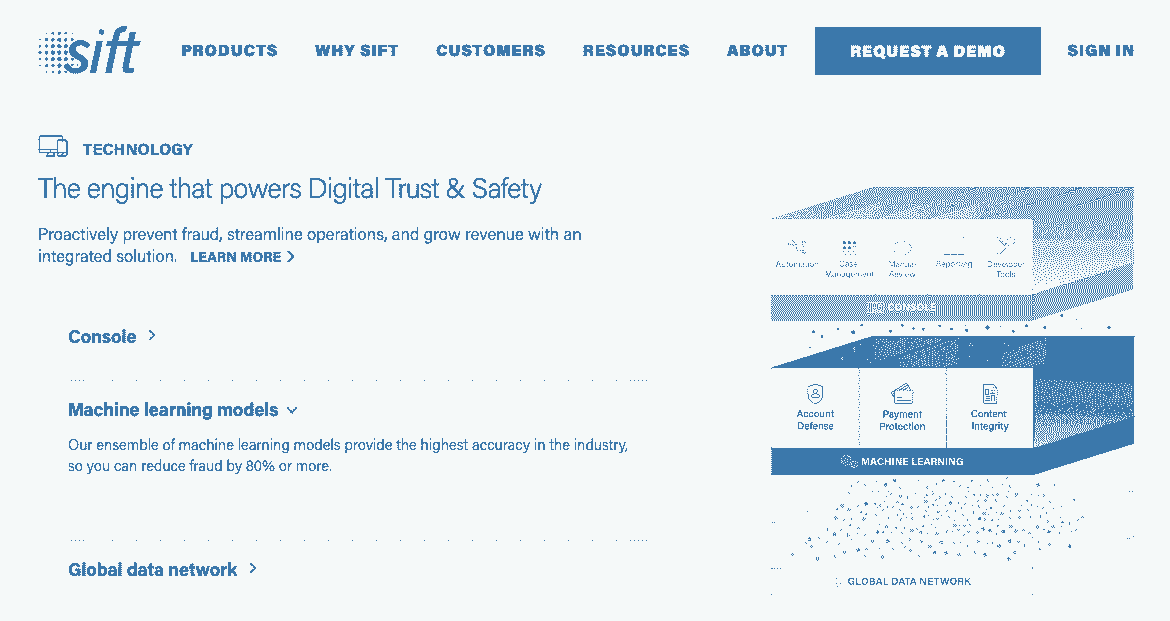 sift
PRODUCTS
WHY SIFT
CUSTOMERS
RESOURCES
ABOUT
REQUEST A DEMO
SIGN IN
TECHNOLOGY
The engine that powers Digital Trust & Safety
Proactively prevent fraud, streamline operations, and grow revenue with an
integrated solution. LEARN MORE
Console
Machine learning models
Our ensemble of machine learning models provide the highest accuracy in the industry,
so you can reduce fraud by 80% or more.
Global data network
Automation
Case
Management
Manual
Review
Reporting
Developer
Tools
CONSOLE
Account
Defense
Payment
Protection
Content
Integrity
MACHINE LEARNING
GLOBAL DATA NETWORK